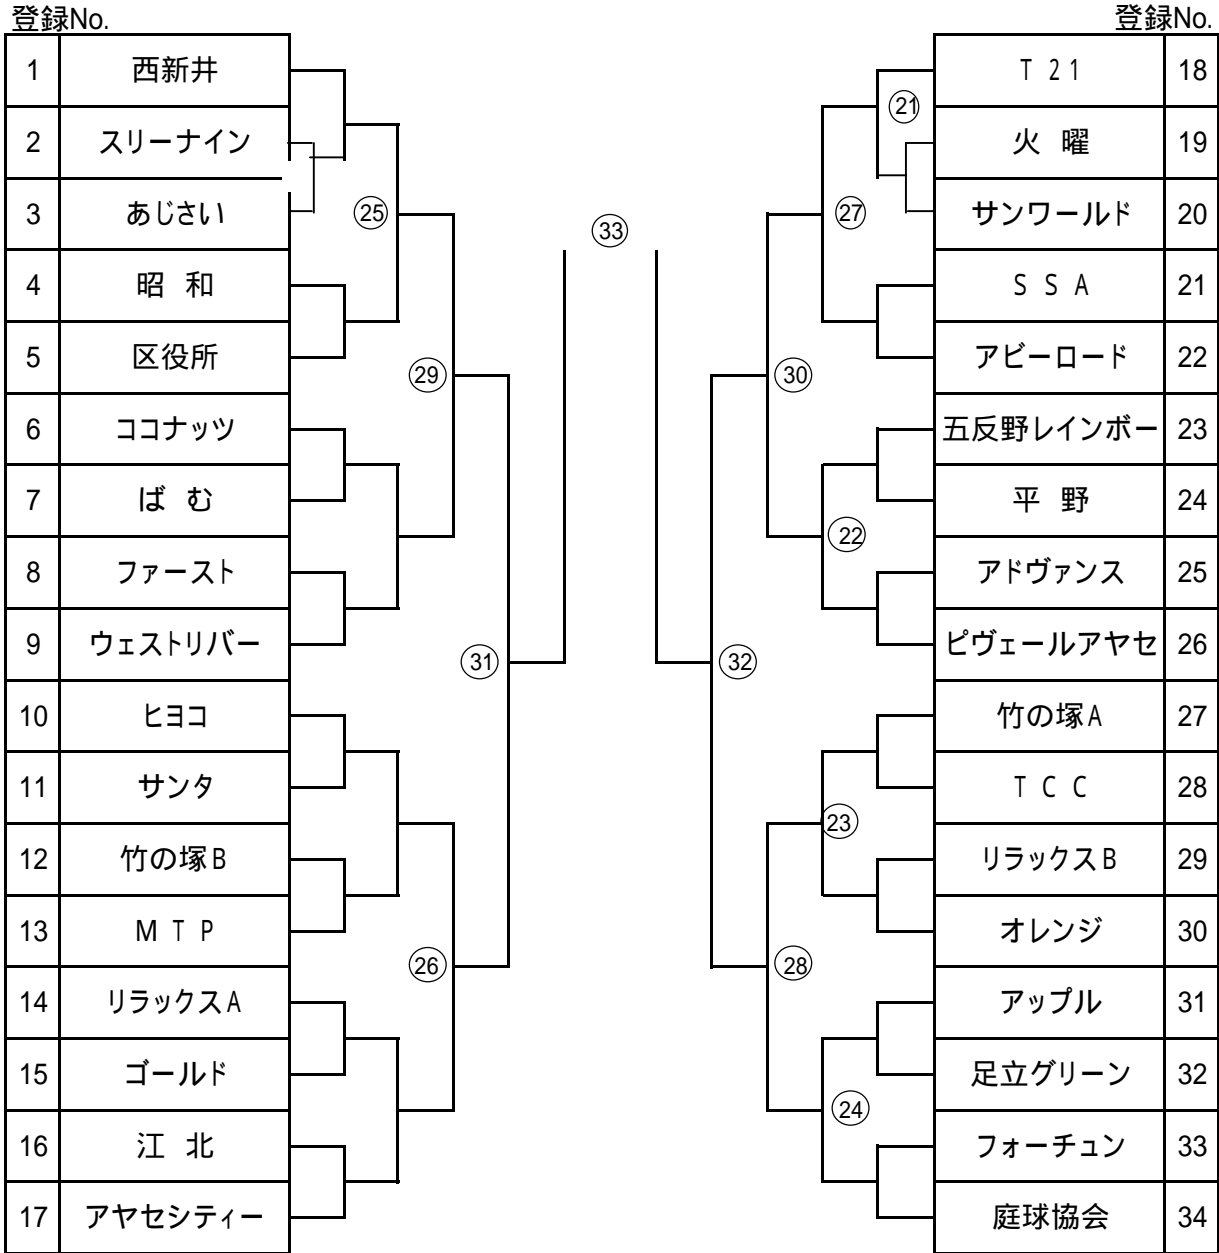 登録No.
登録No.
1 西新井
2 スリーナイン
3 あじさい
4 昭 和
5 区役所
6 ココナッツ
7 ばむ
8 ファースト
9 ウェストリバー
10 ヒヨコ
11 サンタ
12 竹の塚B
13 M T P
14 リラックスA
15 ゴールド
16 江 北
17 アヤセシティー
㉕
㉙
㉛
㉖
㉝
㉑
㉗
㉚
㉒
㉜
㉓
㉘
㉔
T 2 1 18
火 曜 19
サンワールド 20
S S A 21
アビーロード 22
五反野レインボー 23
平 野 24
アドヴァンス 25
ピヴェールアヤセ 26
竹の塚A 27
T C C 28
リラックスB 29
オレンジ 30
アップル 31
足立グリーン 32
フォーチュン 33
庭球協会 34